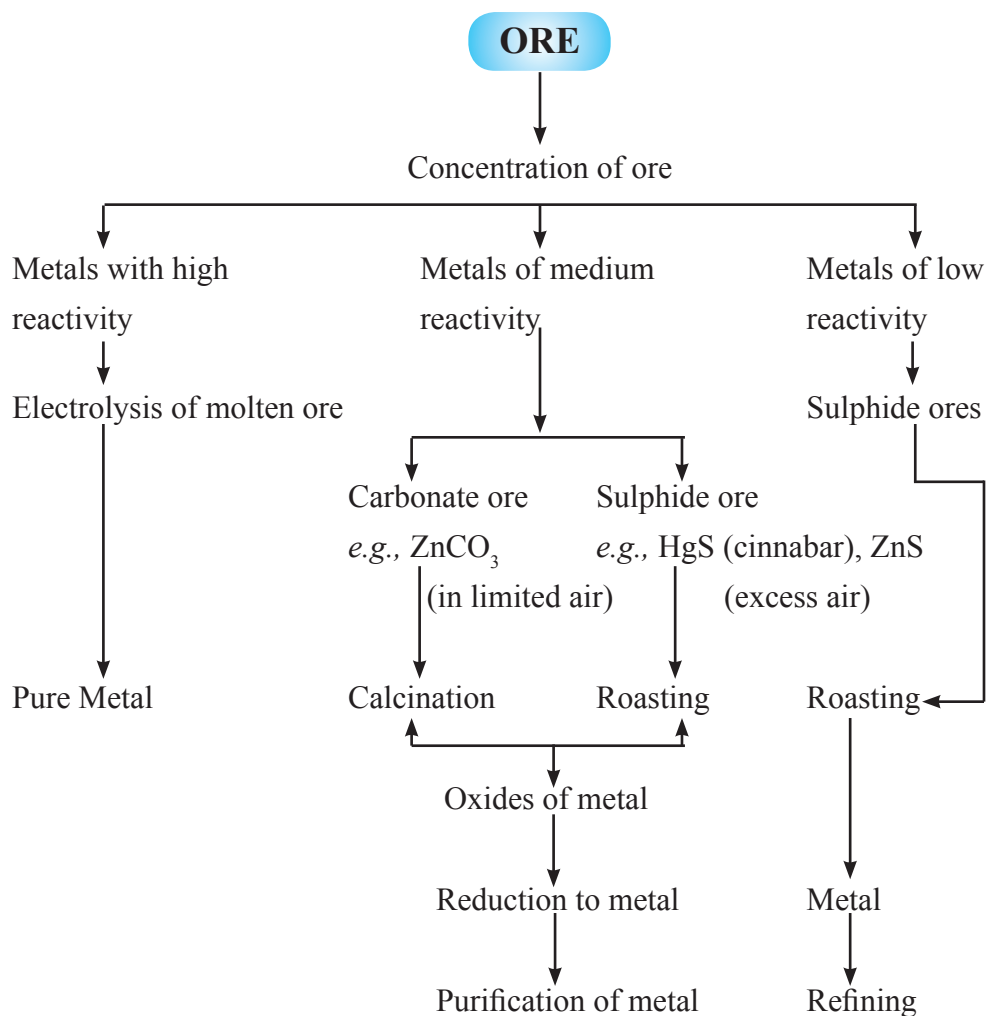 ORE
Concentration of ore
Metals with high
reactivity
Metals of medium
reactivity
Metals of low
reactivity
Electrolysis of molten ore
Sulphide ores
Carbonate ore
e.g., ZnCO₃
(in limited air)
Sulphide ore
e.g., HgS (cinnabar), ZnS
(excess air)
Pure Metal
Calcination
Roasting
Roasting
Oxides of metal
Reduction to metal
Metal
Purification of metal
Refining